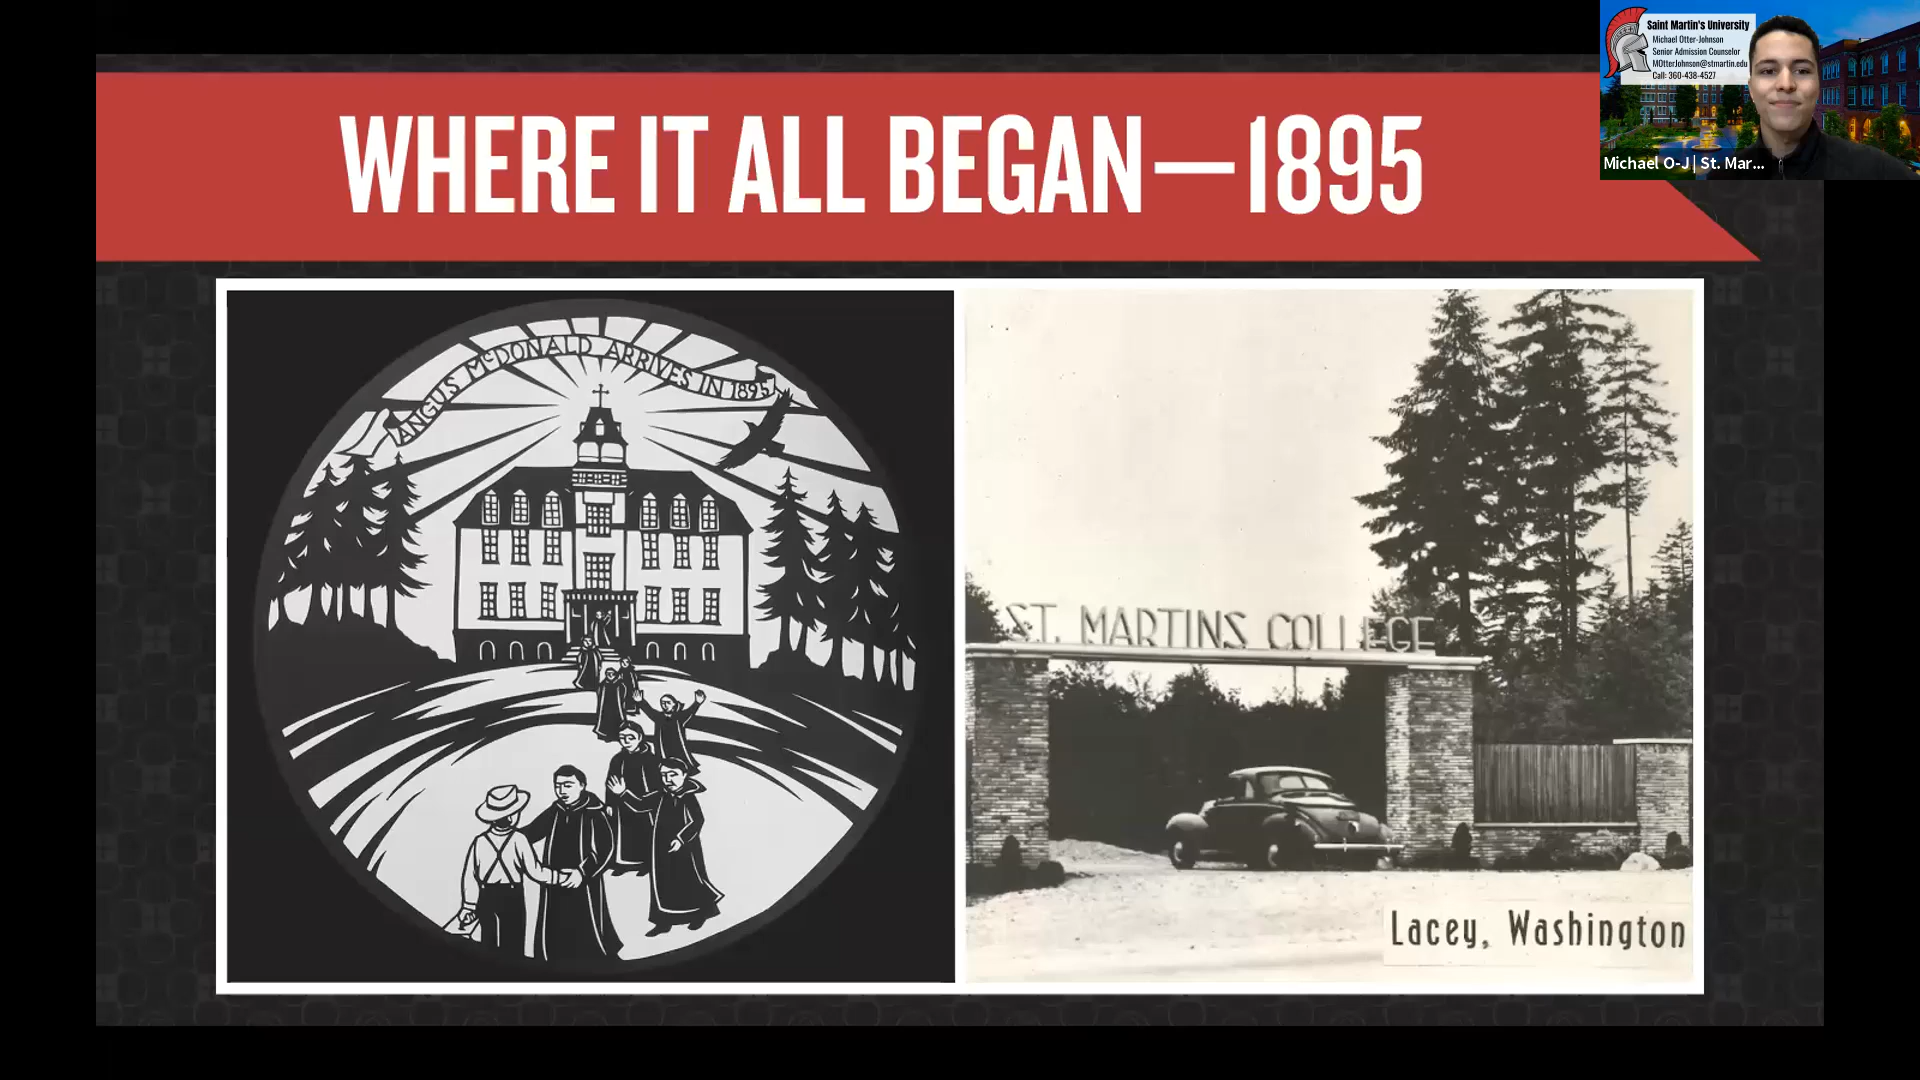 WHERE IT ALL BEGAN—1895
Saint Martin's University
Michael Otter-Johnson
Senior Admission Counselor
MOtterJohnson@stmartin.edu
Call: 360-438-4527
Michael O-J | St. Mar...
ANGUS McDONALD ARRIVES IN 1895
ST. MARTINS COLLEGE
Lacey, Washington